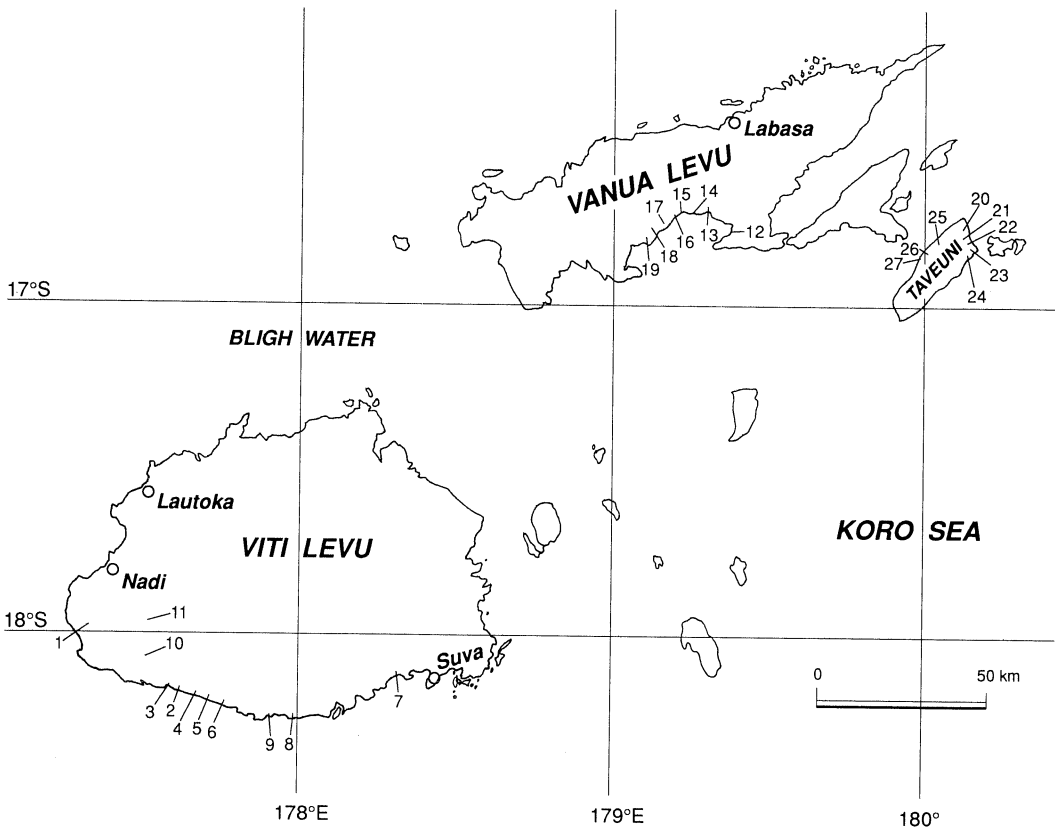 Labasa
VANUA LEVU
14
15
17
16
13
12
18
19
20
21
25
22
26
27
TAVEUNI
23
24
17°S
BLIGH WATER
Lautoka
VITI LEVU
KORO SEA
Nadi
11
18°S
1
10
Suva
0 50 km
7
3
2
4
5
6
9
8
178°E
179°E
180°